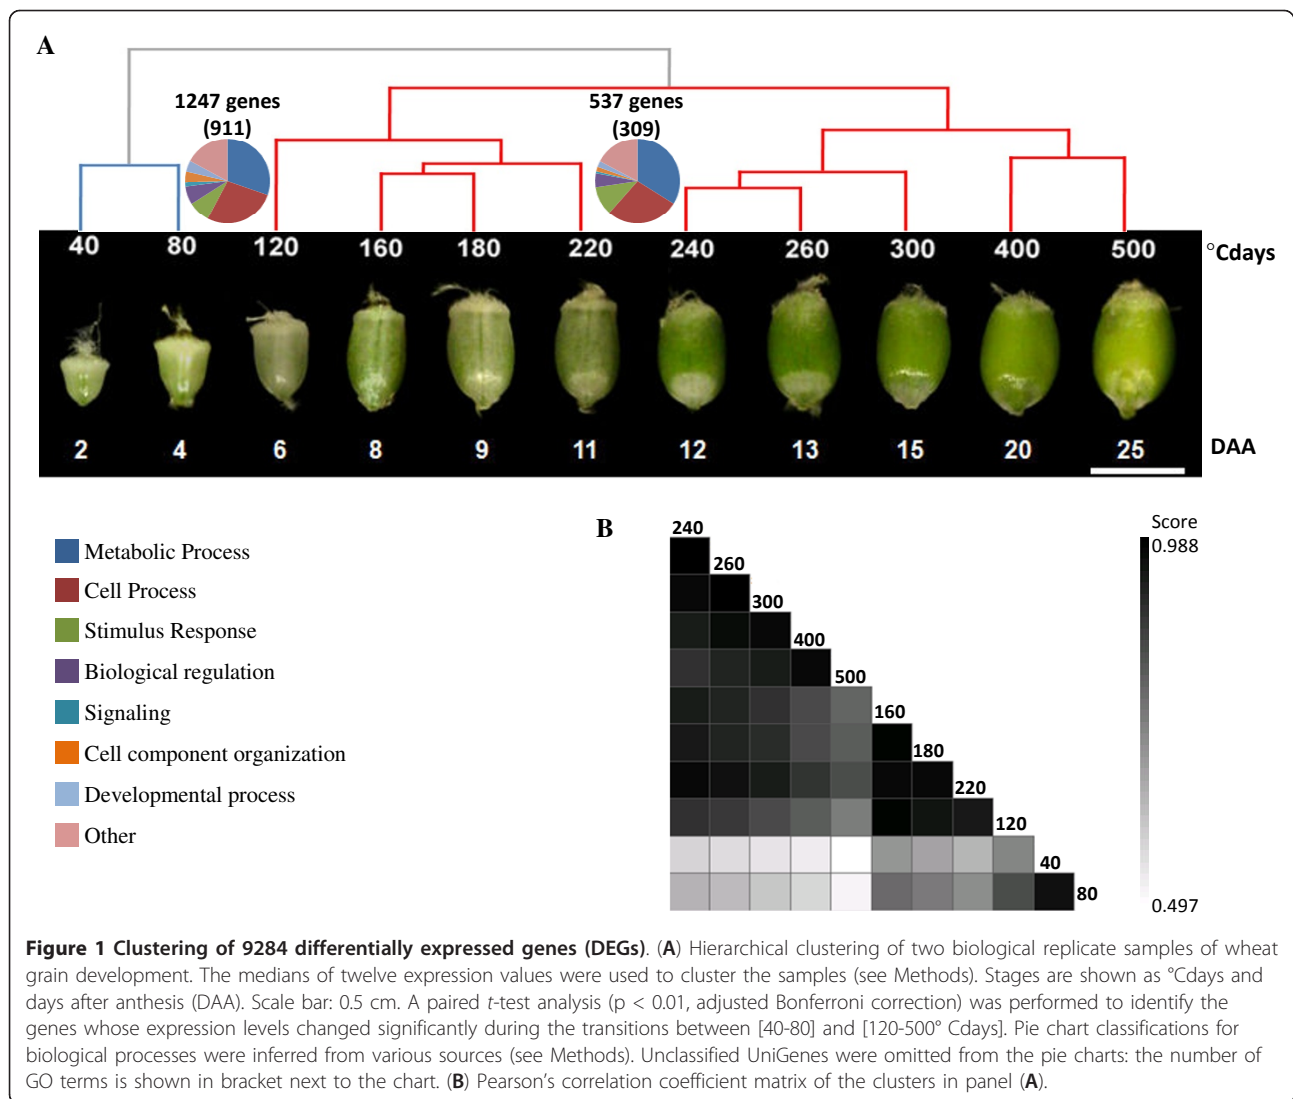 A
1247 genes
(911)
537 genes
(309)
40 80 120 160 180 220 240 260 300 400 500 °Cdays
2 4 6 8 9 11 12 13 15 20 25 DAA
Metabolic Process
Cell Process
Stimulus Response
Biological regulation
Signaling
Cell component organization
Developmental process
Other
B
240
260
300
400
500
160
180
220
120
40
80
Score
0.988
0.497
Figure 1 Clustering of 9284 differentially expressed genes (DEGs). (A) Hierarchical clustering of two biological replicate samples of wheat
grain development. The medians of twelve expression values were used to cluster the samples (see Methods). Stages are shown as °Cdays and
days after anthesis (DAA). Scale bar: 0.5 cm. A paired t-test analysis (p < 0.01, adjusted Bonferroni correction) was performed to identify the
genes whose expression levels changed significantly during the transitions between [40-80] and [120-500° Cdays]. Pie chart classifications for
biological processes were inferred from various sources (see Methods). Unclassified UniGenes were omitted from the pie charts: the number of
GO terms is shown in bracket next to the chart. (B) Pearson's correlation coefficient matrix of the clusters in panel (A).